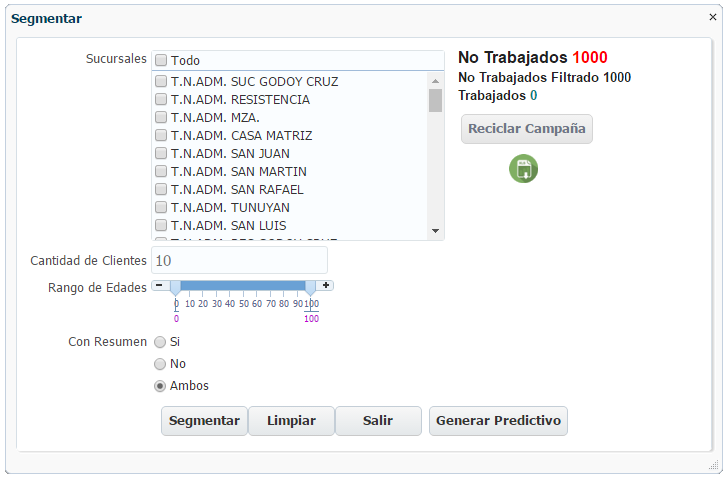 Segmentar
Sucursales
Todo
T.N.ADM. SUC GODOY CRUZ
T.N.ADM. RESISTENCIA
T.N.ADM. MZA.
T.N.ADM. CASA MATRIZ
T.N.ADM. SAN JUAN
T.N.ADM. SAN MARTIN
T.N.ADM. SAN RAFAEL
T.N.ADM. TUNUYAN
T.N.ADM. SAN LUIS
No Trabajados 1000
No Trabajados Filtrado 1000
Trabajados 0
Reciclar Campaña
Cantidad de Clientes 10
Rango de Edades
0 10 20 30 40 50 60 70 80 90 100
0 100
Con Resumen
Si
No
Ambos
Segmentar Limpiar Salir Generar Predictivo